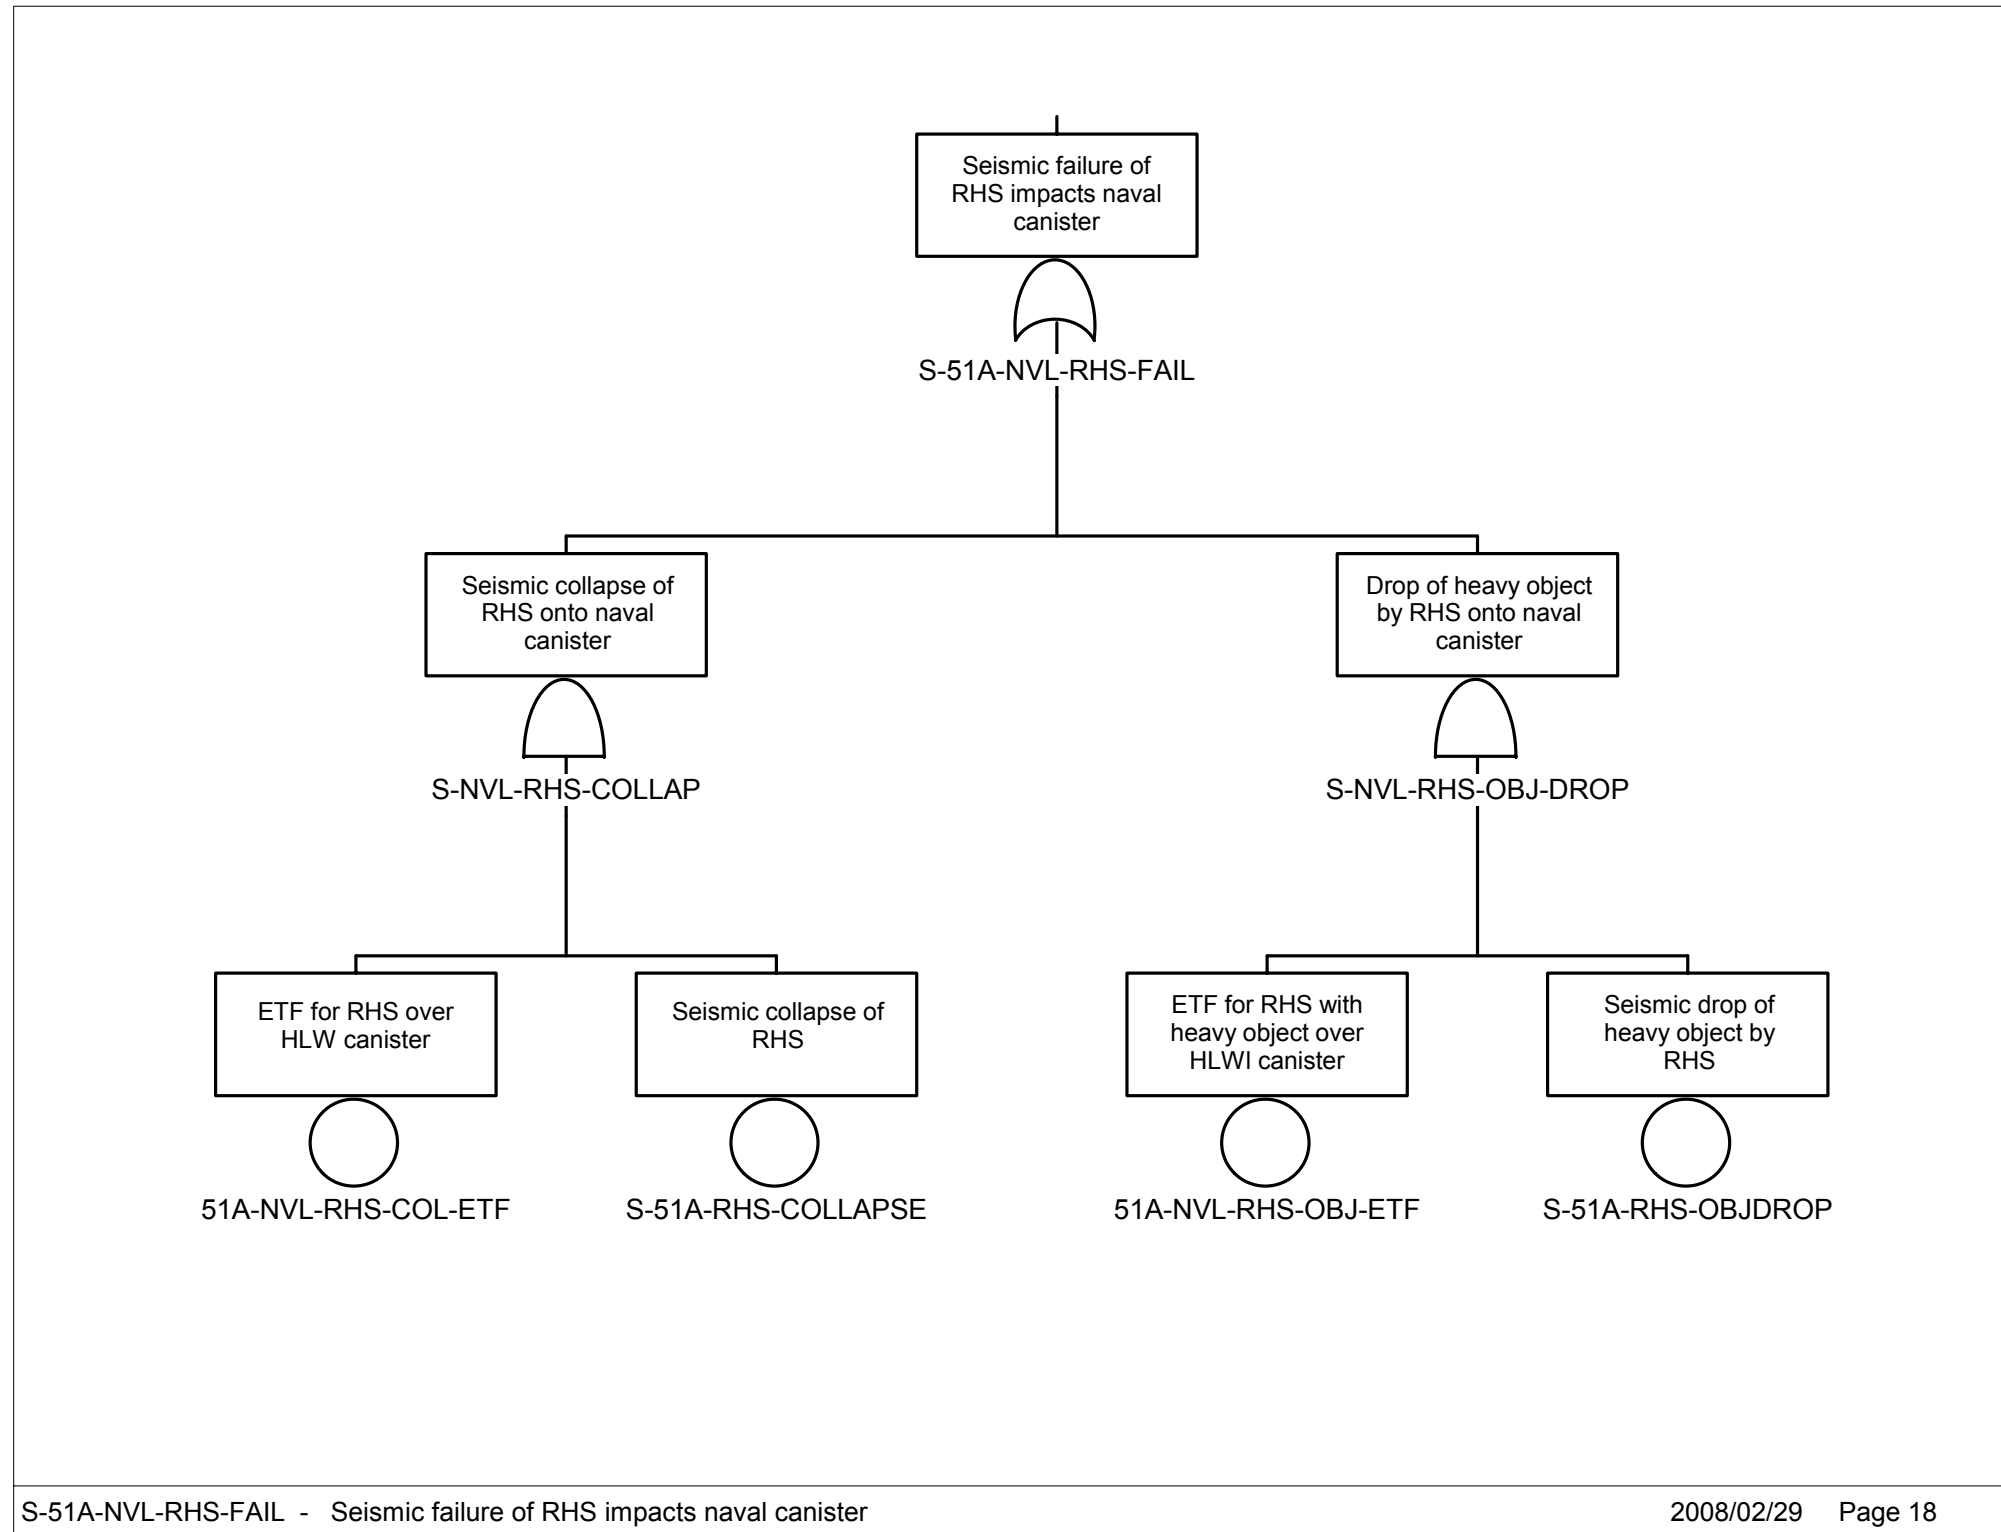 Seismic failure of
RHS impacts naval
canister
S-51A-NVL-RHS-FAIL
Seismic collapse of
RHS onto naval
canister
S-NVL-RHS-COLLAP
Drop of heavy object
by RHS onto naval
canister
S-NVL-RHS-OBJ-DROP
ETF for RHS over
HLW canister
51A-NVL-RHS-COL-ETF
Seismic collapse of
RHS
S-51A-RHS-COLLAPSE
ETF for RHS with
heavy object over
HLWI canister
51A-NVL-RHS-OBJ-ETF
Seismic drop of
heavy object by
RHS
S-51A-RHS-OBJDROP
S-51A-NVL-RHS-FAIL - Seismic failure of RHS impacts naval canister 2008/02/29 Page 18